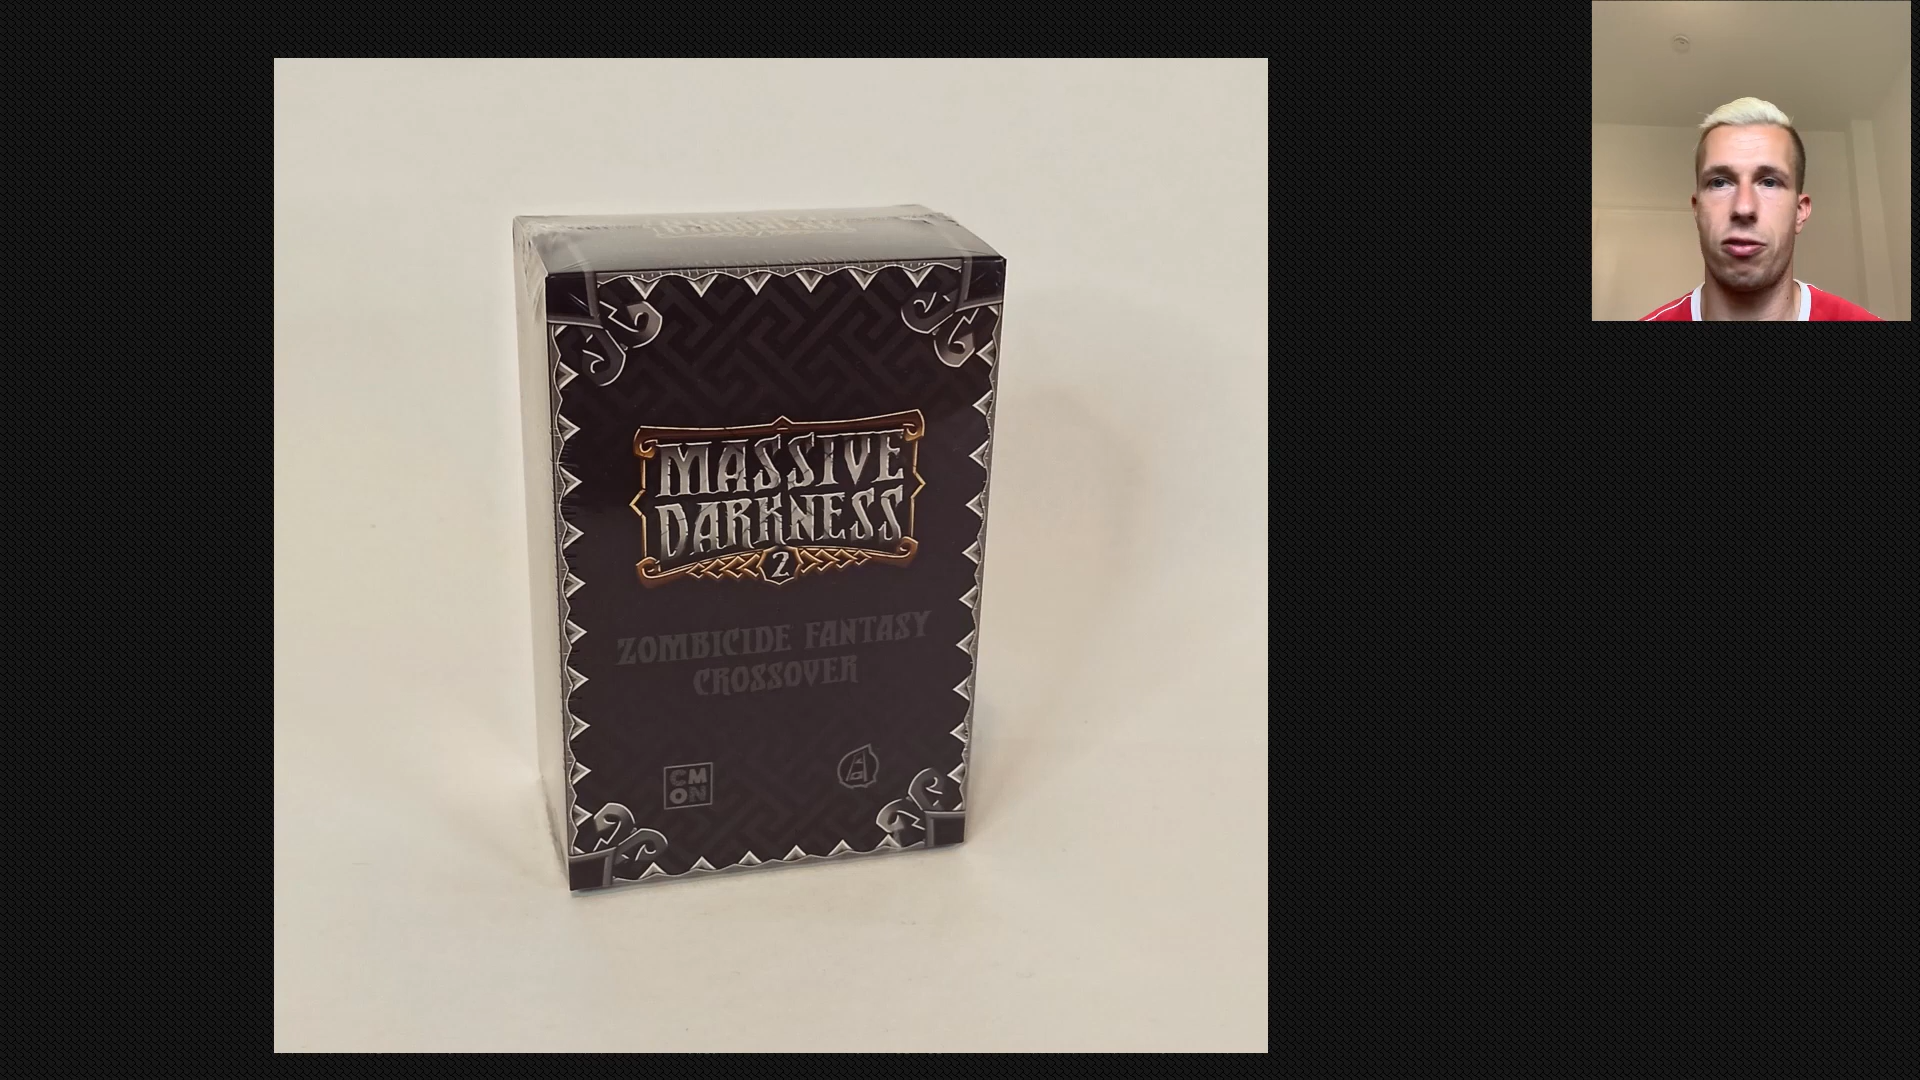 MASSIVE
DARKNESS
2
ZOMBICIDE FANTASY
CROSSOVER
CM
ON